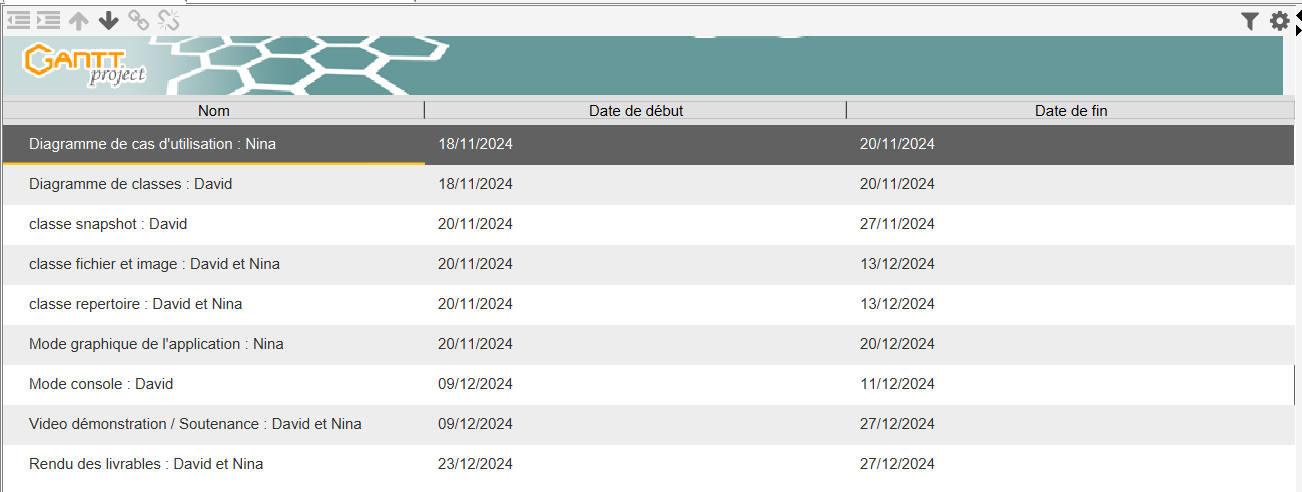 GANTT
project
Nom Date de début Date de fin
Diagramme de cas d'utilisation : Nina 18/11/2024 20/11/2024
Diagramme de classes : David 18/11/2024 20/11/2024
classe snapshot : David 20/11/2024 27/11/2024
classe fichier et image : David et Nina 20/11/2024 13/12/2024
classe repertoire : David et Nina 20/11/2024 13/12/2024
Mode graphique de l'application : Nina 20/11/2024 20/12/2024
Mode console : David 09/12/2024 11/12/2024
Video démonstration / Soutenance : David et Nina 09/12/2024 27/12/2024
Rendu des livrables : David et Nina 23/12/2024 27/12/2024